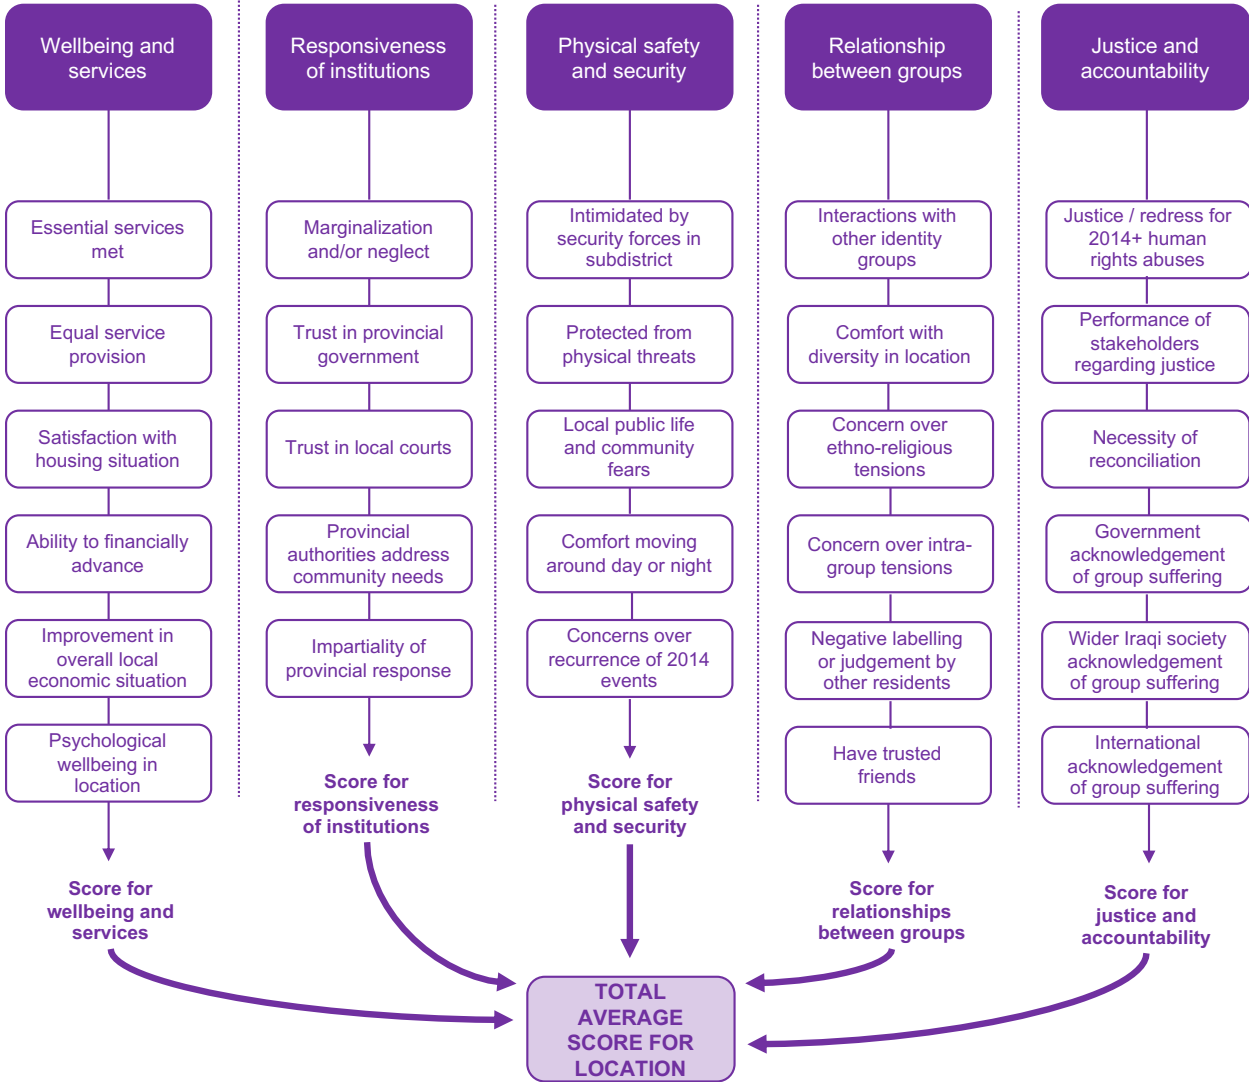 Wellbeing and
services
Essential services
met
Equal service
provision
Satisfaction with
housing situation
Ability to financially
advance
Improvement in
overall local
economic situation
Psychological
wellbeing in
location
Score for
wellbeing and
services
Responsiveness
of institutions
Marginalization
and/or neglect
Trust in provincial
government
Trust in local courts
Provincial
authorities address
community needs
Impartiality of
provincial response
Score for
responsiveness
of institutions
Physical safety
and security
Intimidated by
security forces in
subdistrict
Protected from
physical threats
Local public life
and community
fears
Comfort moving
around day or night
Concerns over
recurrence of 2014
events
Score for
physical safety
and security
Relationship
between groups
Interactions with
other identity
groups
Comfort with
diversity in location
Concern over
ethno-religious
tensions
Concern over intra-
group tensions
Negative labelling
or judgement by
other residents
Have trusted
friends
Score for
relationships
between groups
Justice and
accountability
Justice / redress for
2014+ human
rights abuses
Performance of
stakeholders
regarding justice
Necessity of
reconciliation
Government
acknowledgement
of group suffering
Wider Iraqi society
acknowledgement
of group suffering
International
acknowledgement
of group suffering
Score for
justice and
accountability
TOTAL
AVERAGE
SCORE FOR
LOCATION